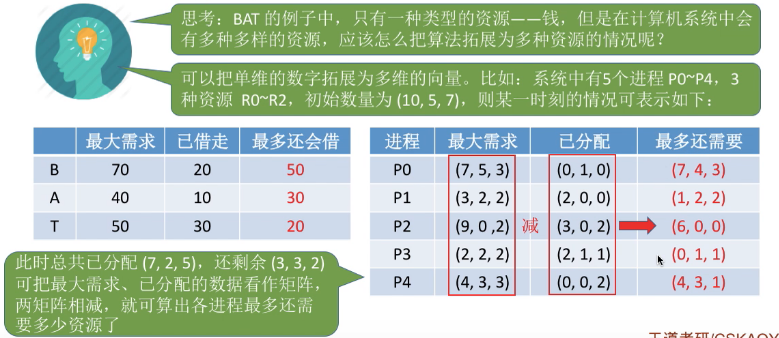 思考：BAT 的例子中，只有一种类型的资源——钱，但是在计算机系统中会
有多种多样的资源，应该怎么把算法拓展为多种资源的情况呢？
可以把单维的数字拓展为多维的向量。比如：系统中有5个进程 P0~P4，3
种资源 R0~R2，初始数量为 (10, 5, 7)，则某一时刻的情况可表示如下：
最大需求 已借走 最多还会借
B 70 20 50
A 40 10 30
T 50 30 20
进程 最大需求 已分配 最多还需要
P0 (7, 5, 3) (0, 1, 0) (7, 4, 3)
P1 (3, 2, 2) (2, 0, 0) (1, 2, 2)
P2 (9, 0 ,2) 减 (3, 0, 2) (6, 0, 0)
P3 (2, 2, 2) (2, 1, 1) (0, 1, 1)
P4 (4, 3, 3) (0, 0, 2) (4, 3, 1)
此时总共已分配 (7, 2, 5)，还剩余 (3, 3, 2)
可把最大需求、已分配的数据看作矩阵，
两矩阵相减，就可算出各进程最多还需
要多少资源了